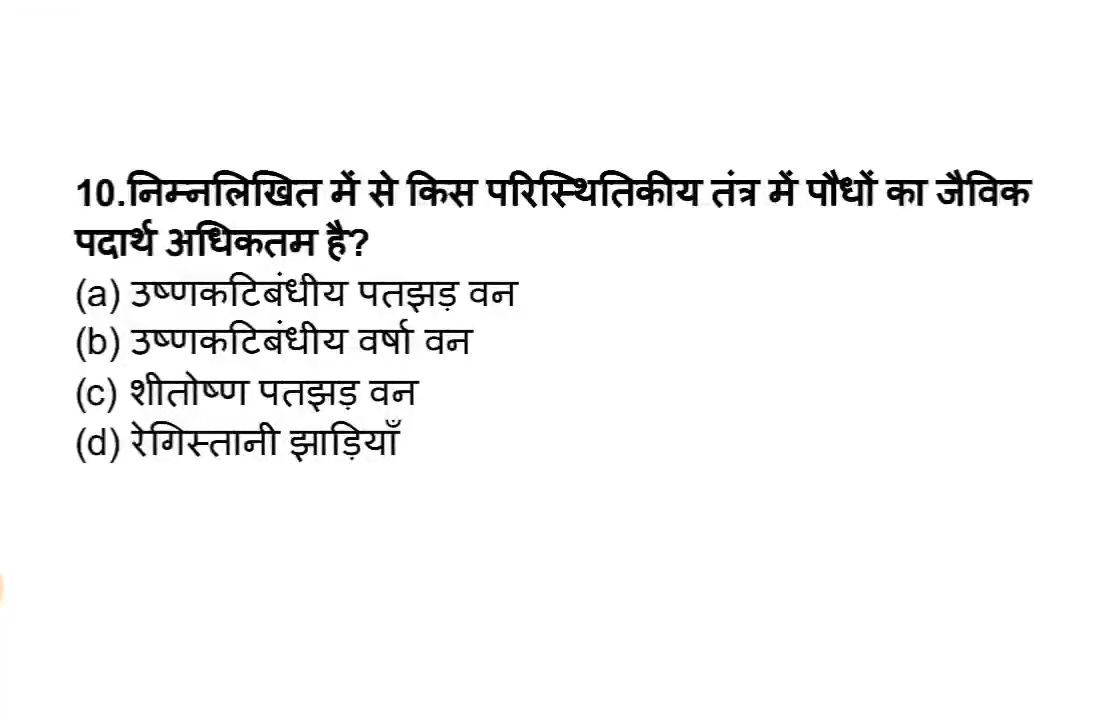 10.निम्नलिखित में से किस परिस्थितिकीय तंत्र में पौधों का जैविक
पदार्थ अधिकतम है?
(a) उष्णकटिबंधीय पतझड़ वन
(b) उष्णकटिबंधीय वर्षा वन
(c) शीतोष्ण पतझड़ वन
(d) रेगिस्तानी झाड़ियाँ